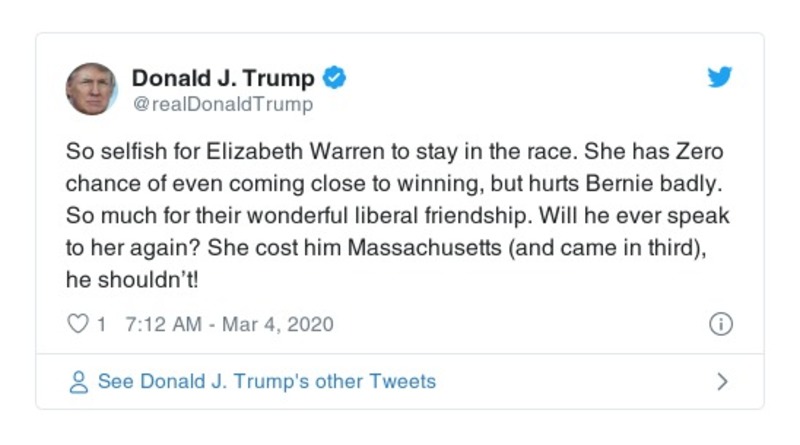 Donald J. Trump
@realDonaldTrump
So selfish for Elizabeth Warren to stay in the race. She has Zero
chance of even coming close to winning, but hurts Bernie badly.
So much for their wonderful liberal friendship. Will he ever speak
to her again? She cost him Massachusetts (and came in third),
he shouldn’t!
1 7:12 AM - Mar 4, 2020
See Donald J. Trump's other Tweets